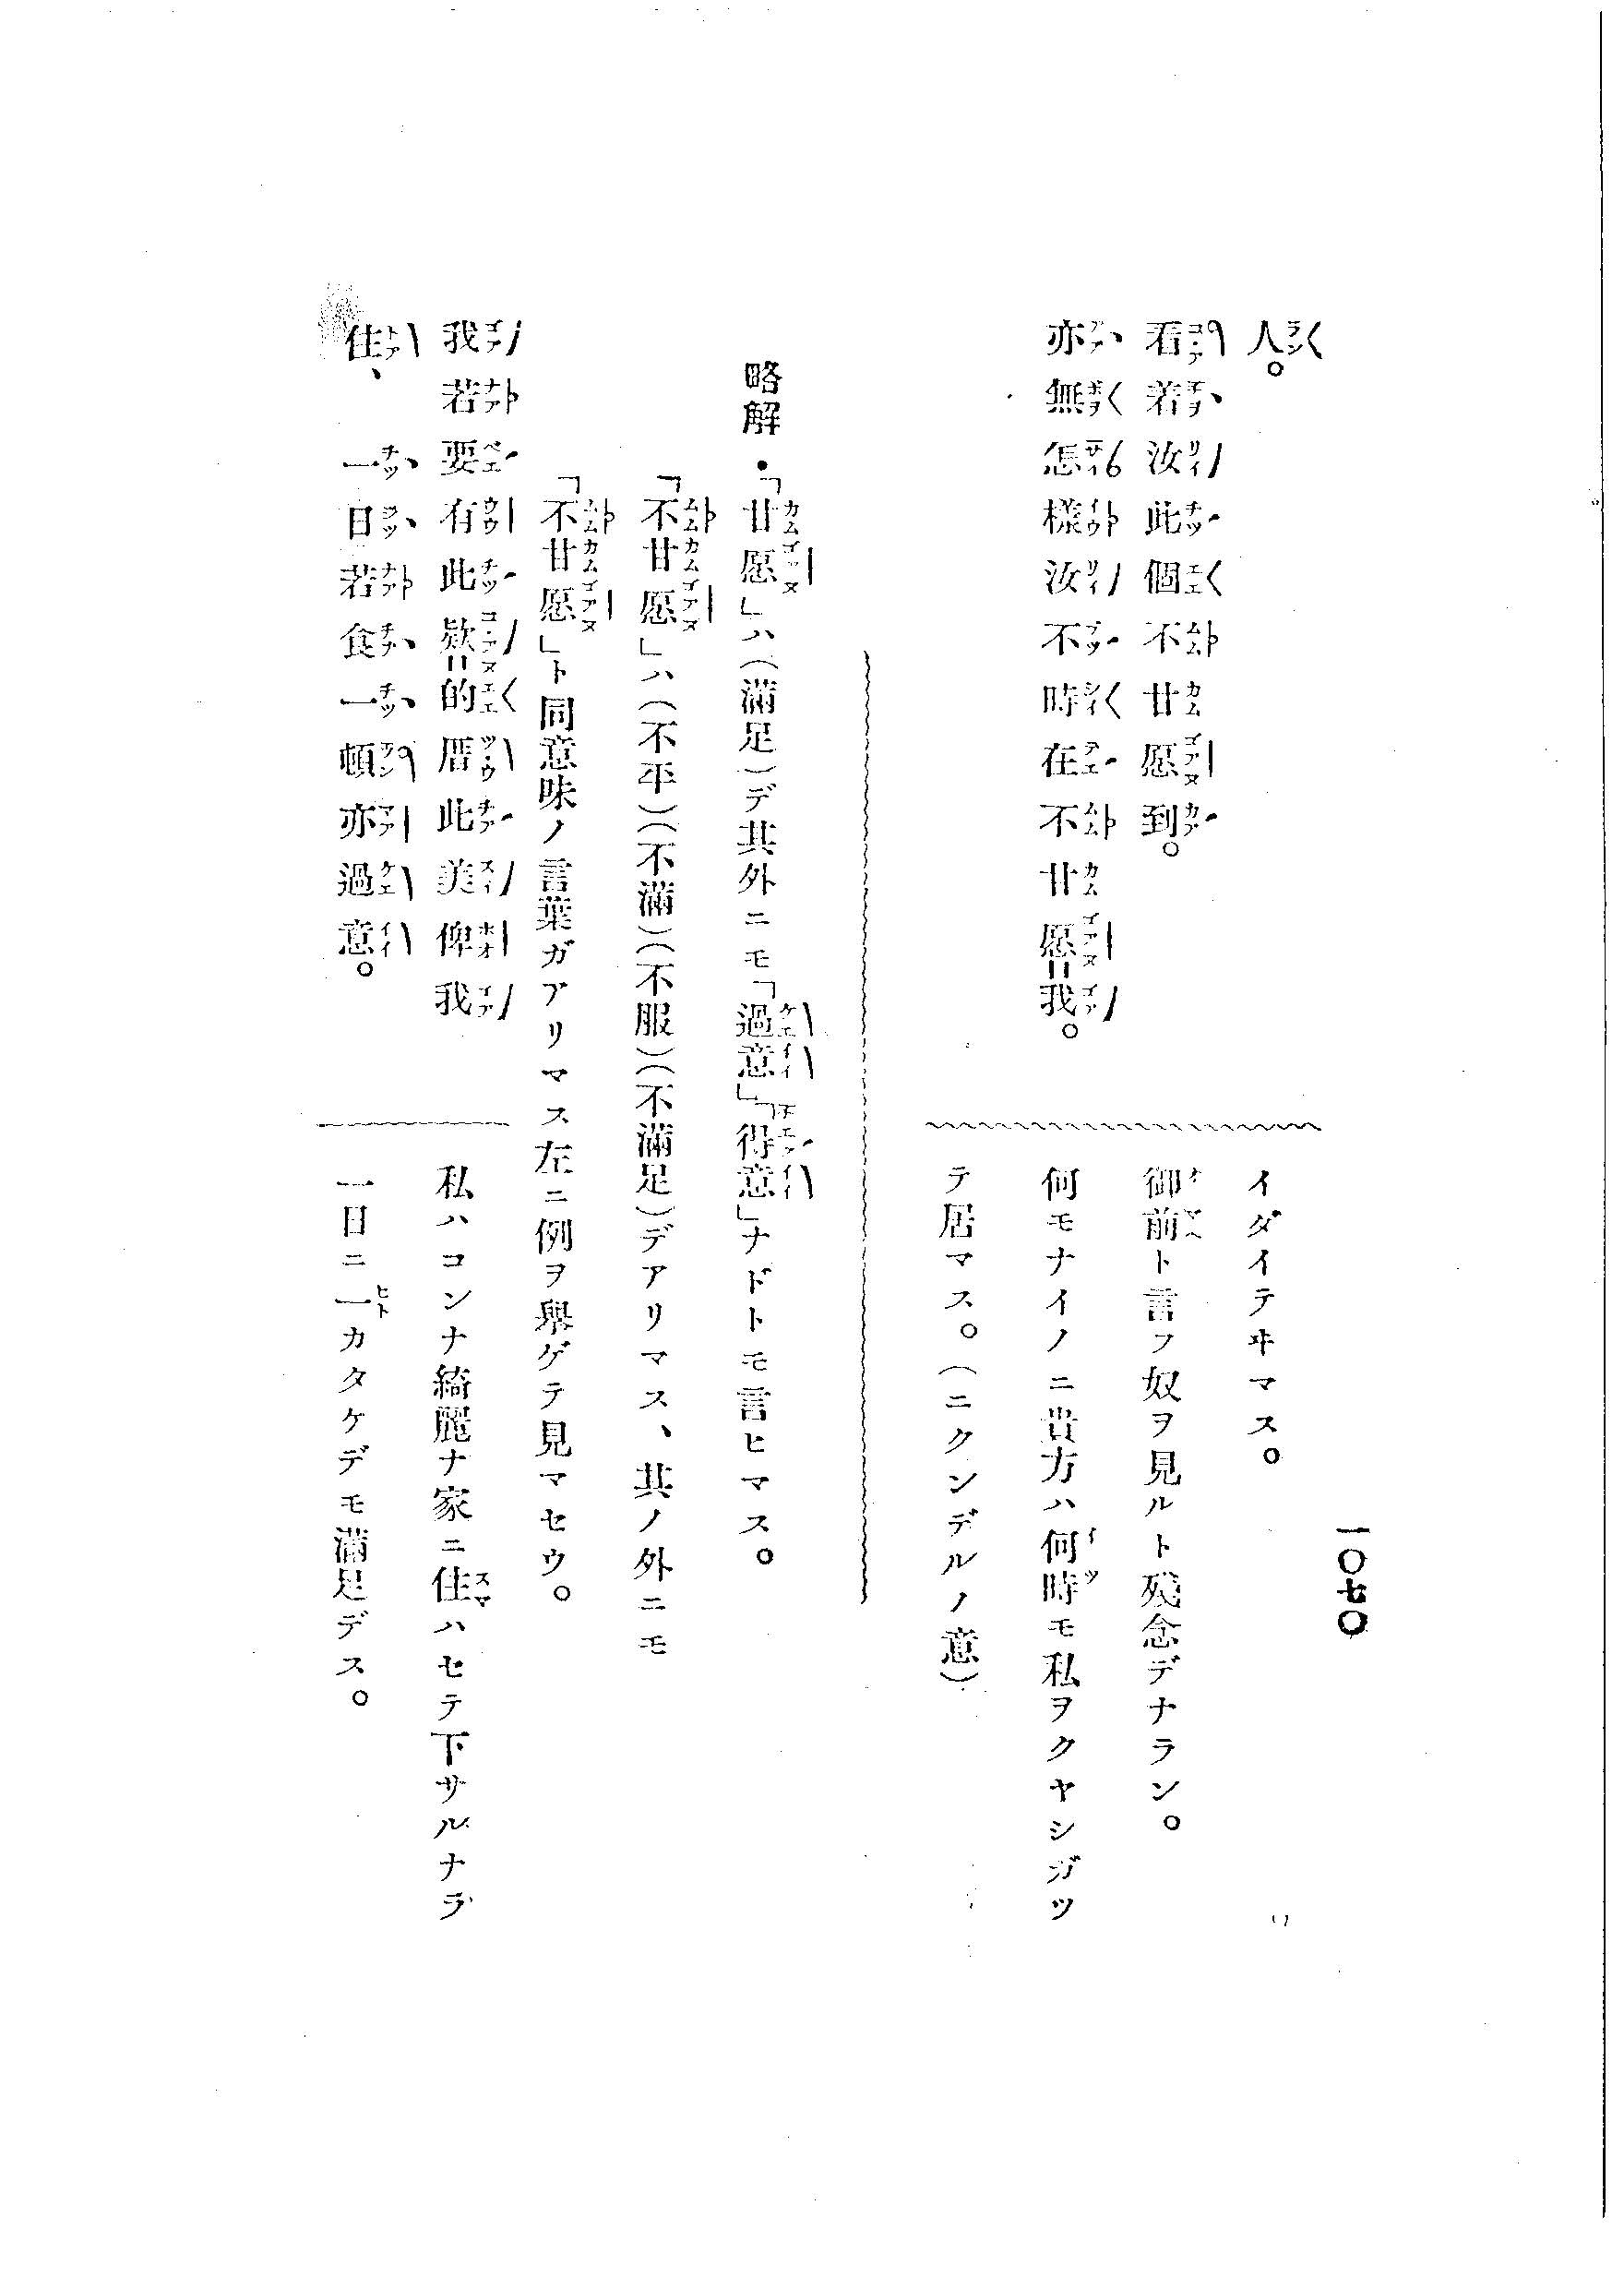 一〇七〇
人。
イダイテヰマス。
看着汝此個不甘愿到。
御前ト言フ奴ヲ見ルト残念デナラン。
亦無怎樣汝不時在不甘愿=我。
何モナイノニ貴方ハ何時モ私ヲクヤシガツ
テ居マス。(ニクンデルノ意)
略解・「甘愿」ハ(滿足)デ其外ニモ「過意」「得意」ナドトモ言ヒマス。
「不甘愿」ハ(不平)(不滿)(不服)(不滿足)デアリマス、其ノ外ニモ
「不甘愿」ト同意味ノ言葉ガアリマス左ニ例ヲ擧ゲテ見マセウ。
我若要有此欵=的厝此美俾我
私ハコンナ綺麗ナ家ニ住ハセテ下サルナラ
住、一日若食一頓亦過意。
一日ニ一カタケデモ滿足デス。